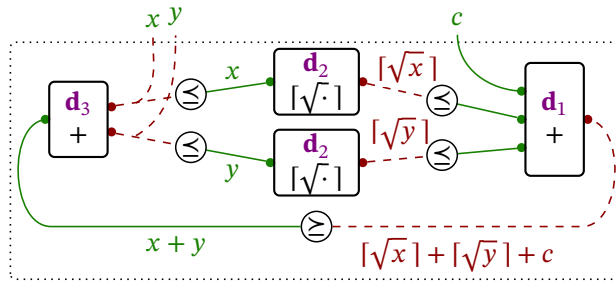 x y c
d₃
+
⪯ x
d₂
⌈√·⌉
⌈√x⌉ ⪯
d₁
+
⪯ y
d₂
⌈√·⌉
⌈√y⌉ ⪯
x + y
⪰
⌈√x⌉ + ⌈√y⌉ + c